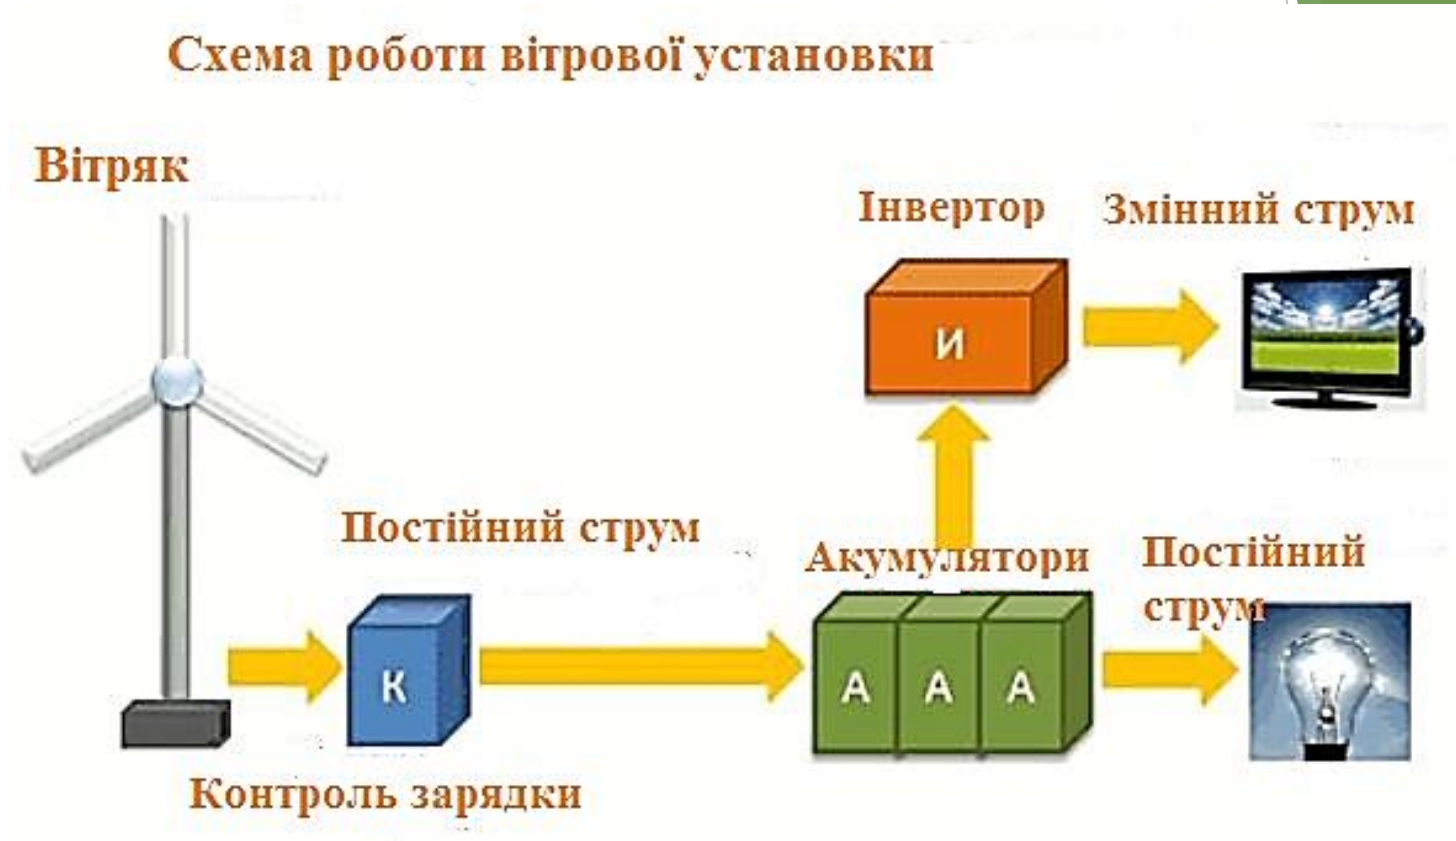 Схема роботи вітрової установки
Вітряк
Інвертор
Змінний струм
И
Постійний струм
Акумулятори
Постійний
струм
К
А А А
Контроль зарядки